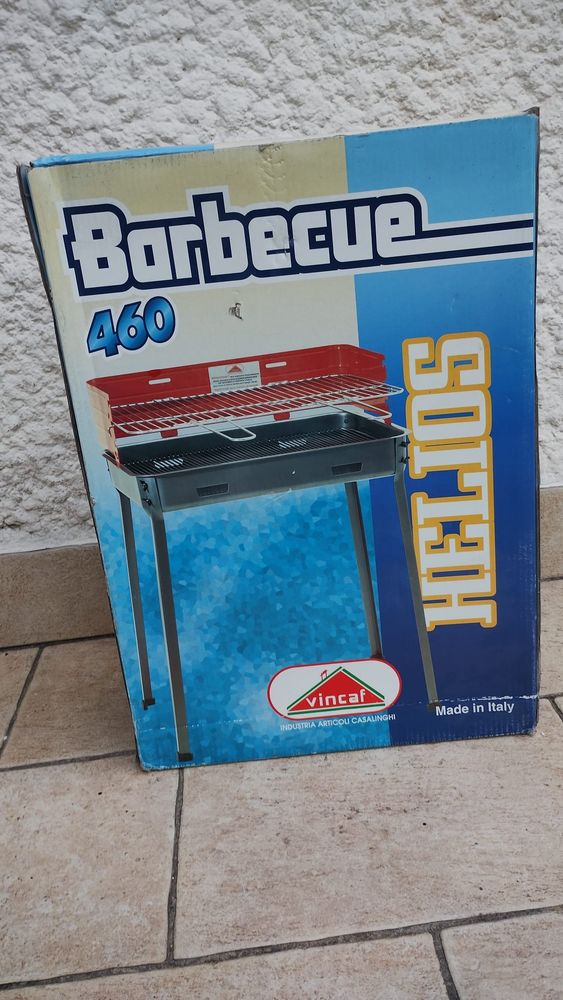 Barbecue
460
HELIOS
vincaf
INDUSTRIA ARTICOLI CASALINGHI
Made in Italy